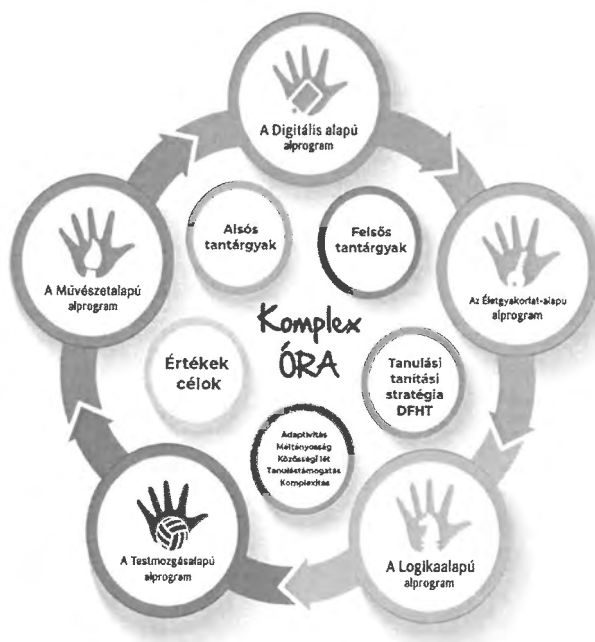 A Digitális alapú
alprogram
Alsós
tantárgyak
Felsős
tantárgyak
A Művészetalapú
alprogram
Az Életgyakorlat-alapú
alprogram
Komplex
ÓRA
Értékek
célok
Tanulási
tanítási
stratégia
DFHT
Adaptivitás
Méltányosság
Közösségi lét
Tanulástámogatás
Komplexitás
A Testmozgásalapú
alprogram
A Logikaalapú
alprogram